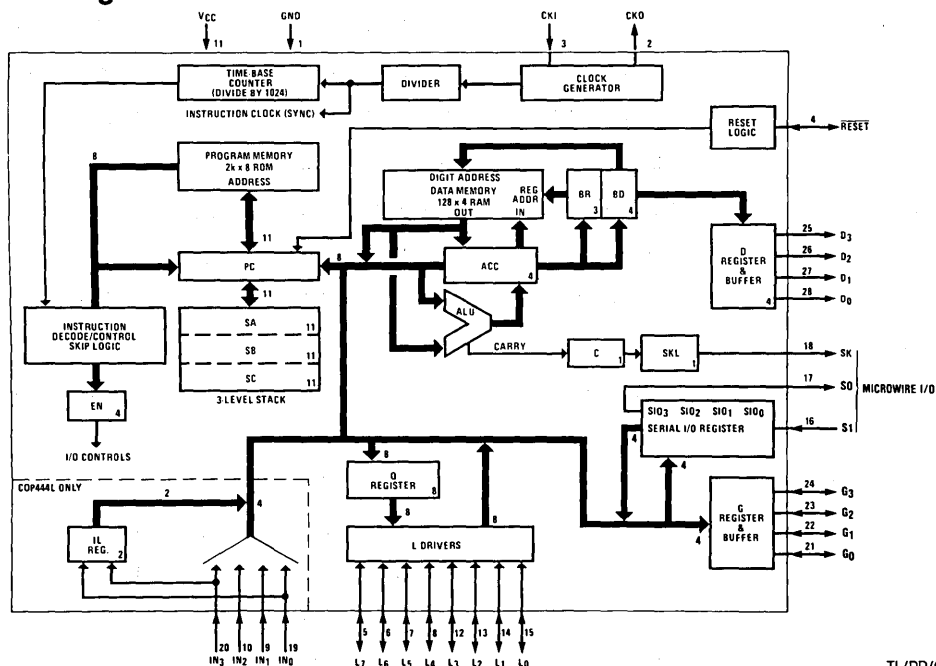 VCC GND CKI CKO
11 1 3 2
TIME-BASE
COUNTER
(DIVIDE BY 1024)
DIVIDER
CLOCK
GENERATOR
INSTRUCTION CLOCK (SYNC)
RESET
LOGIC
4
RESET
8
PROGRAM MEMORY
2k x 8 ROM
ADDRESS
DIGIT ADDRESS
DATA MEMORY
128 x 4 RAM
OUT
REG
ADDR
IN
BR
3
BD
4
11
PC
8
ACC
4
D
REGISTER
& BUFFER
4
25 D3
26 D2
27 D1
28 D0
11
INSTRUCTION
DECODE/CONTROL
SKIP LOGIC
SA 11
SB 11
SC 11
3-LEVEL STACK
ALU
CARRY
C
1
SKL
1
18 SK
17 SO
MICROWIRE I/O
16 S1
EN
4
I/O CONTROLS
SIO3 SIO2 SIO1 SIO0
SERIAL I/O REGISTER
4
4
COP444L ONLY
2
4
8
Q
REGISTER
8
8
8
L DRIVERS
IL
REG.
2
4
G
REGISTER
& BUFFER
24 G3
23 G2
22 G1
21 G0
20 10 9 19
IN3 IN2 IN1 IN0
5 6 7 8 12 13 14 15
L7 L6 L5 L4 L3 L2 L1 L0